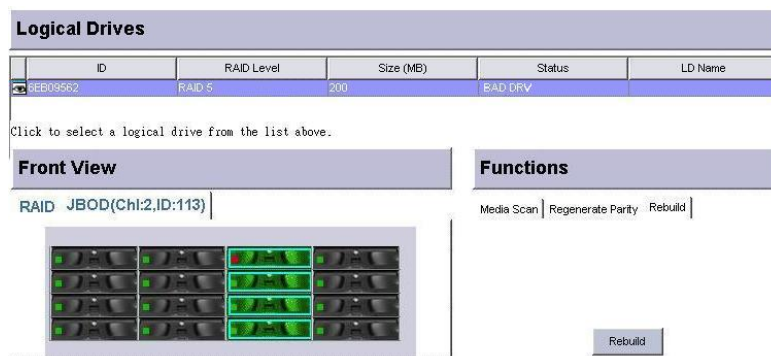 Logical Drives
ID RAID Level Size (MB) Status LD Name
6EB09562 RAID 5 200 BAD DRV
Click to select a logical drive from the list above.
Front View
RAID JBOD(Chl:2,ID:113)
Functions
Media Scan Regenerate Parity Rebuild
Rebuild